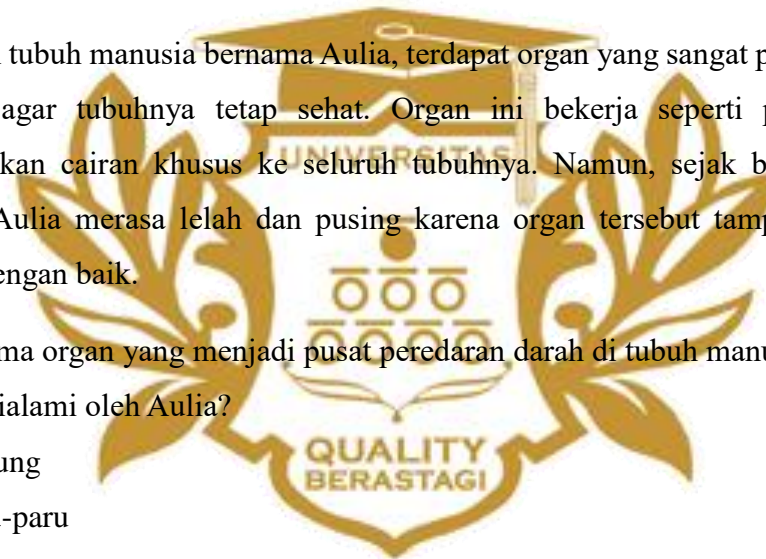 tubuh manusia bernama Aulia, terdapat organ yang sangat p
agar tubuhnya tetap sehat. Organ ini bekerja seperti p
kan cairan khusus ke seluruh tubuhnya. Namun, sejak b
UNIVERSITAS
Aulia merasa lelah dan pusing karena organ tersebut tamp
engan baik.
ma organ yang menjadi pusat peredaran darah di tubuh manu
ialami oleh Aulia?
ung
QUALITY
BERASTAGI
-paru